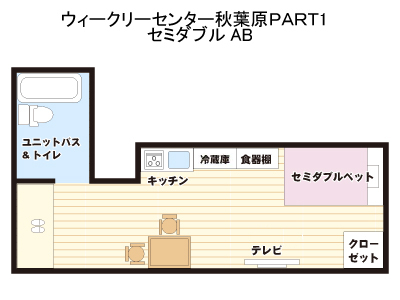 ウィークリーセンター秋葉原PART1
セミダブル AB
ユニットバス
&トイレ
冷蔵庫
食器棚
キッチン
セミダブルベット
テレビ
クロー
ゼット